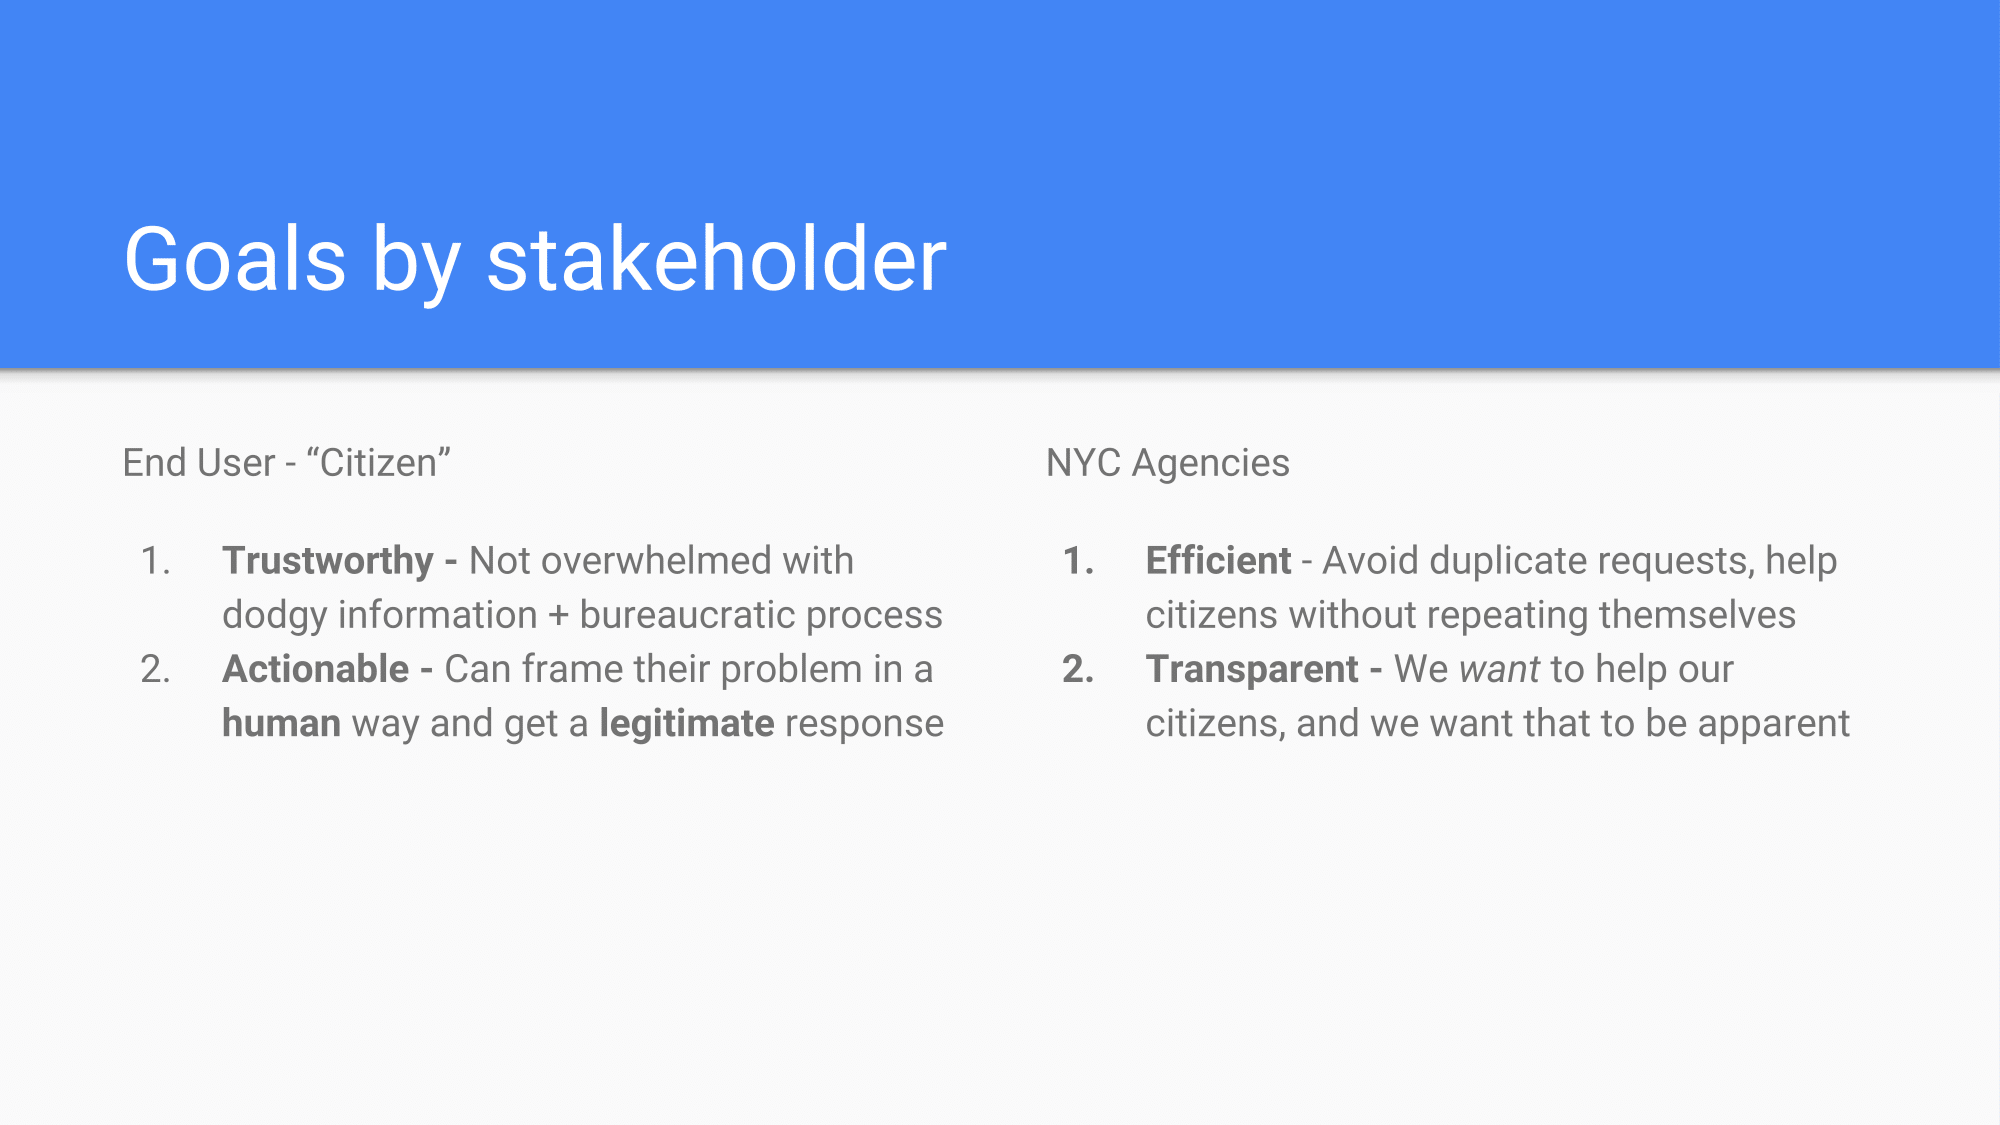 Goals by stakeholder
End User - “Citizen”
1. Trustworthy - Not overwhelmed with
dodgy information + bureaucratic process
2. Actionable - Can frame their problem in a
human way and get a legitimate response
NYC Agencies
1. Efficient - Avoid duplicate requests, help
citizens without repeating themselves
2. Transparent - We want to help our
citizens, and we want that to be apparent